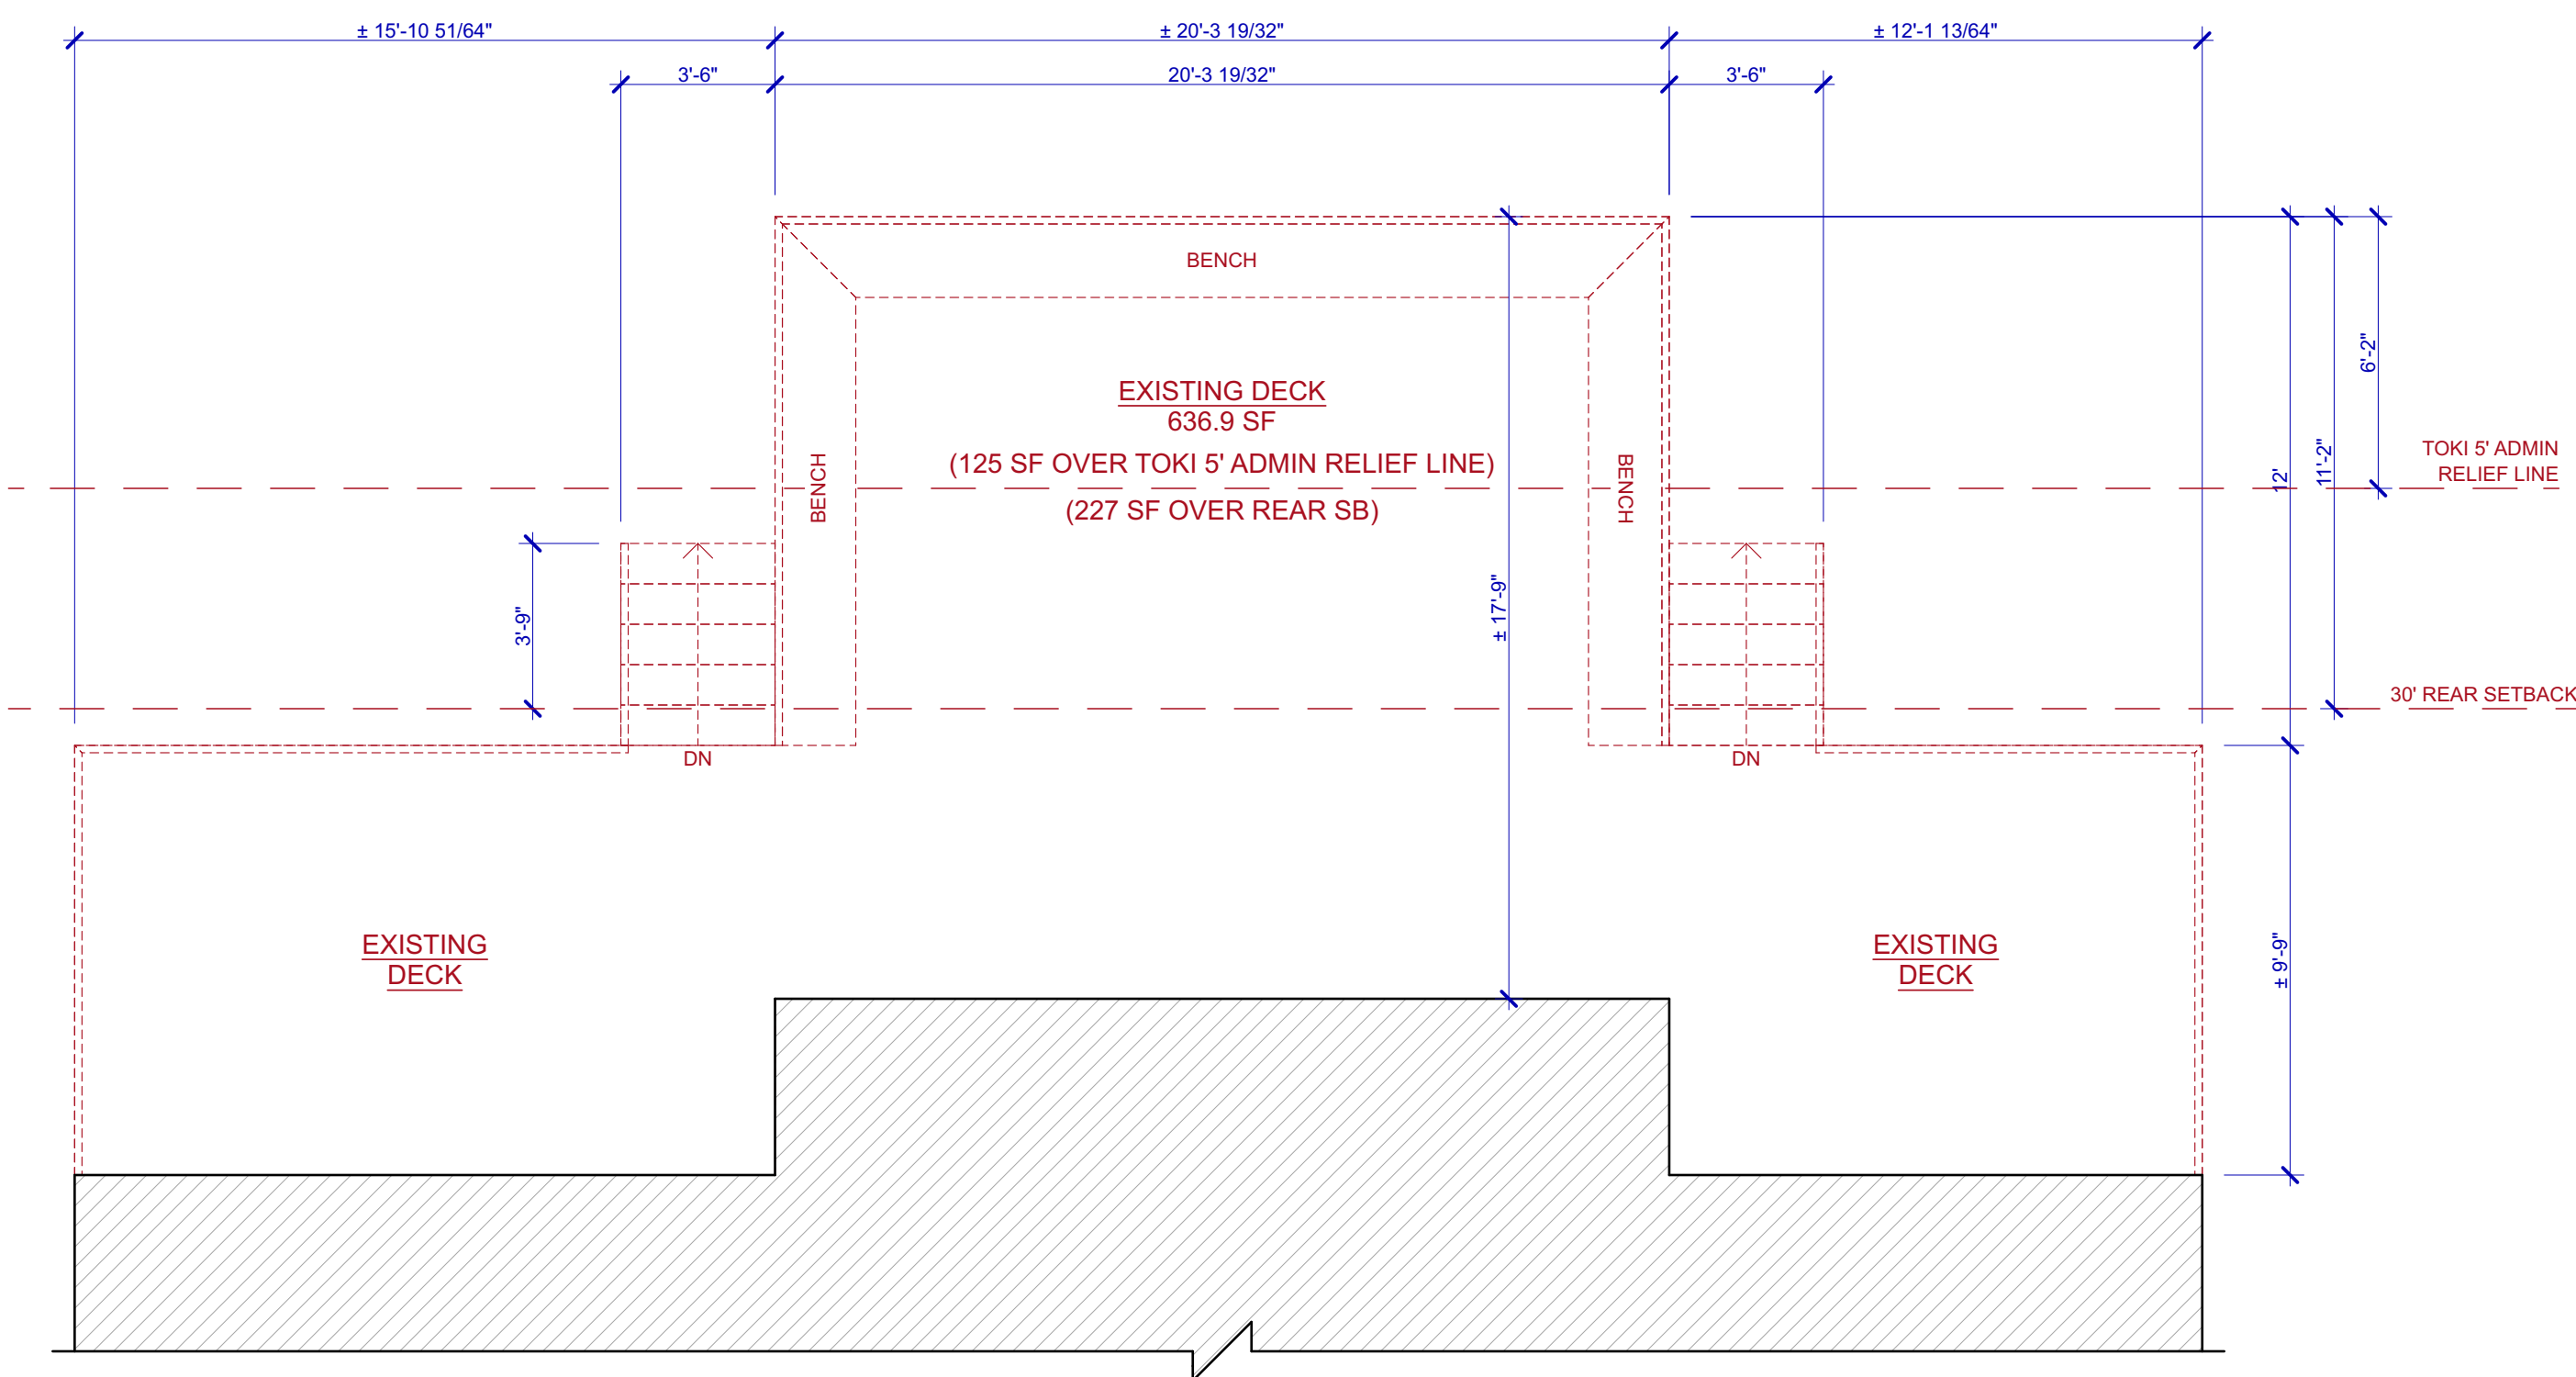 ± 15'-10 51/64"
± 20'-3 19/32"
± 12'-1 13/64"
3'-6"
20'-3 19/32"
3'-6"
BENCH
6'-2"
EXISTING DECK
636.9 SF
(125 SF OVER TOKI 5' ADMIN RELIEF LINE)
(227 SF OVER REAR SB)
BENCH
BENCH
12'
11'-2"
TOKI 5' ADMIN
RELIEF LINE
3'-9"
± 17'-9"
30' REAR SETBACK
DN
DN
EXISTING
DECK
EXISTING
DECK
± 9'-9"